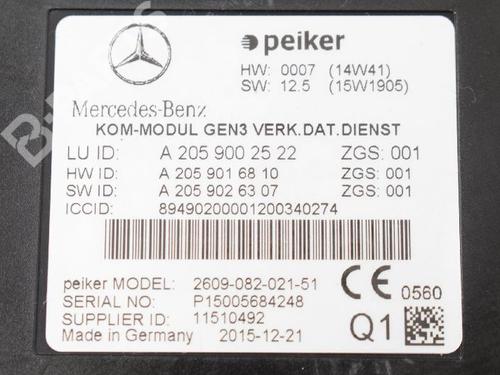 peiker
HW: 0007 (14W41)
SW: 12.5 (15W1905)
Mercedes-Benz
KOM-MODUL GEN3 VERK.DAT.DIENST
LU ID: A 205 900 25 22 ZGS: 001
HW ID: A 205 901 68 10 ZGS: 001
SW ID: A 205 902 63 07 ZGS: 001
ICCID: 89490200001200340274
peiker MODEL: 2609-082-021-51
SERIAL NO: P15005684248
CE 0560
SUPPLIER ID: 11510492
Made in Germany 2015-12-21
Q1